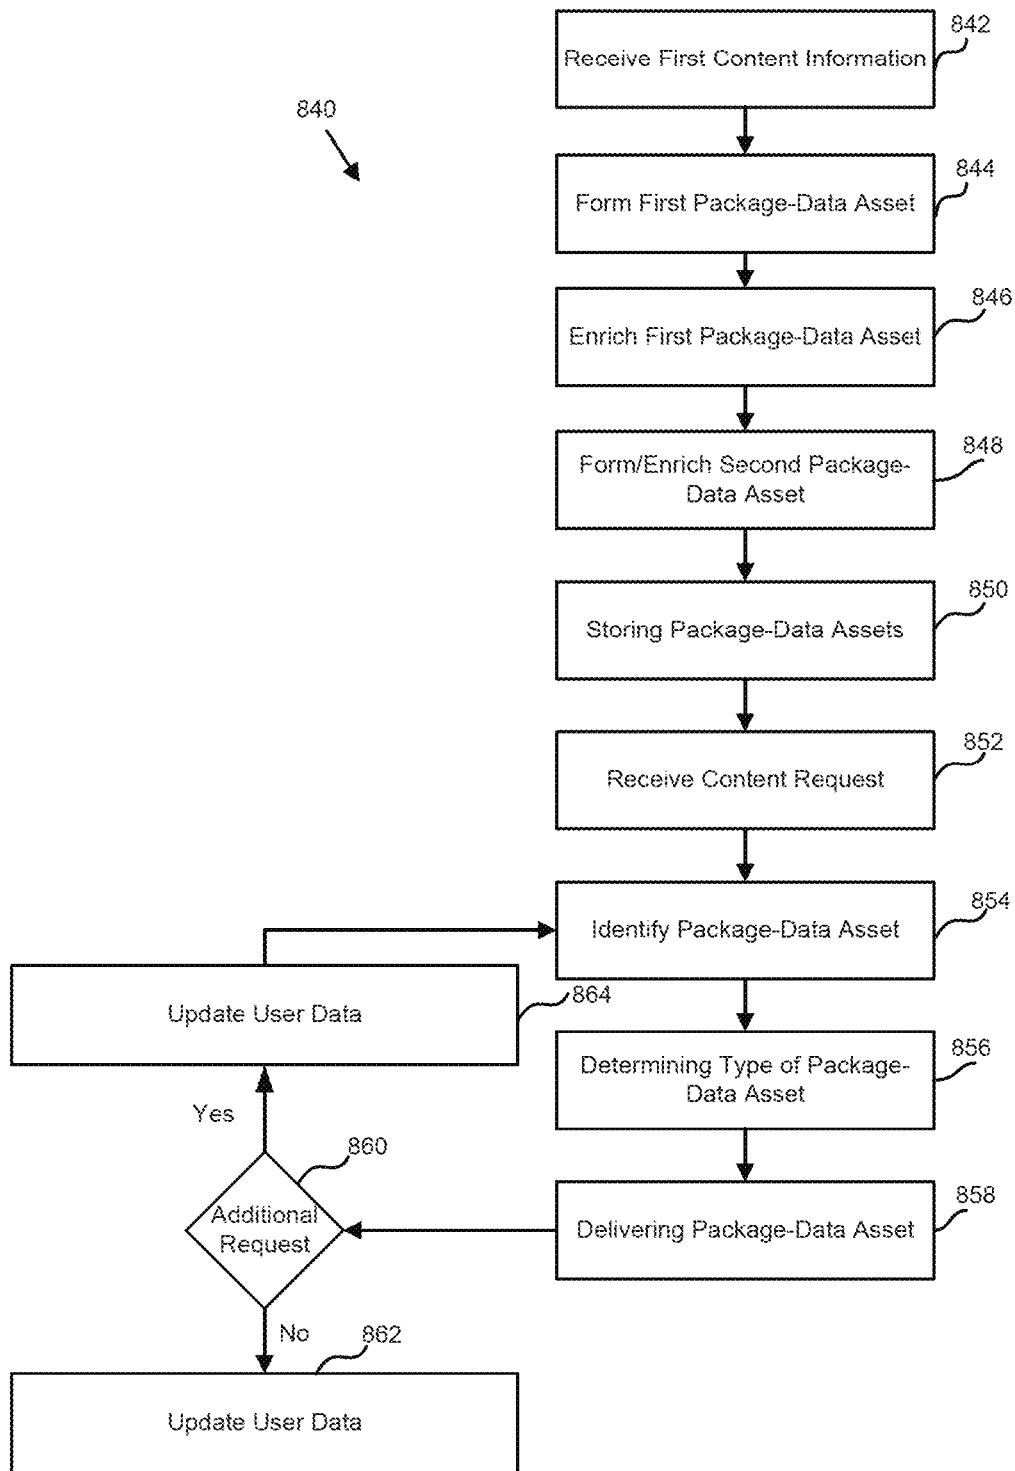 842
Receive First Content Information
840
844
Form First Package-Data Asset
846
Enrich First Package-Data Asset
848
Form/Enrich Second Package-
Data Asset
850
Storing Package-Data Assets
852
Receive Content Request
854
Identify Package-Data Asset
864
Update User Data
856
Determining Type of Package-
Data Asset
Yes
860
858
Additional
Request
Delivering Package-Data Asset
No
862
Update User Data